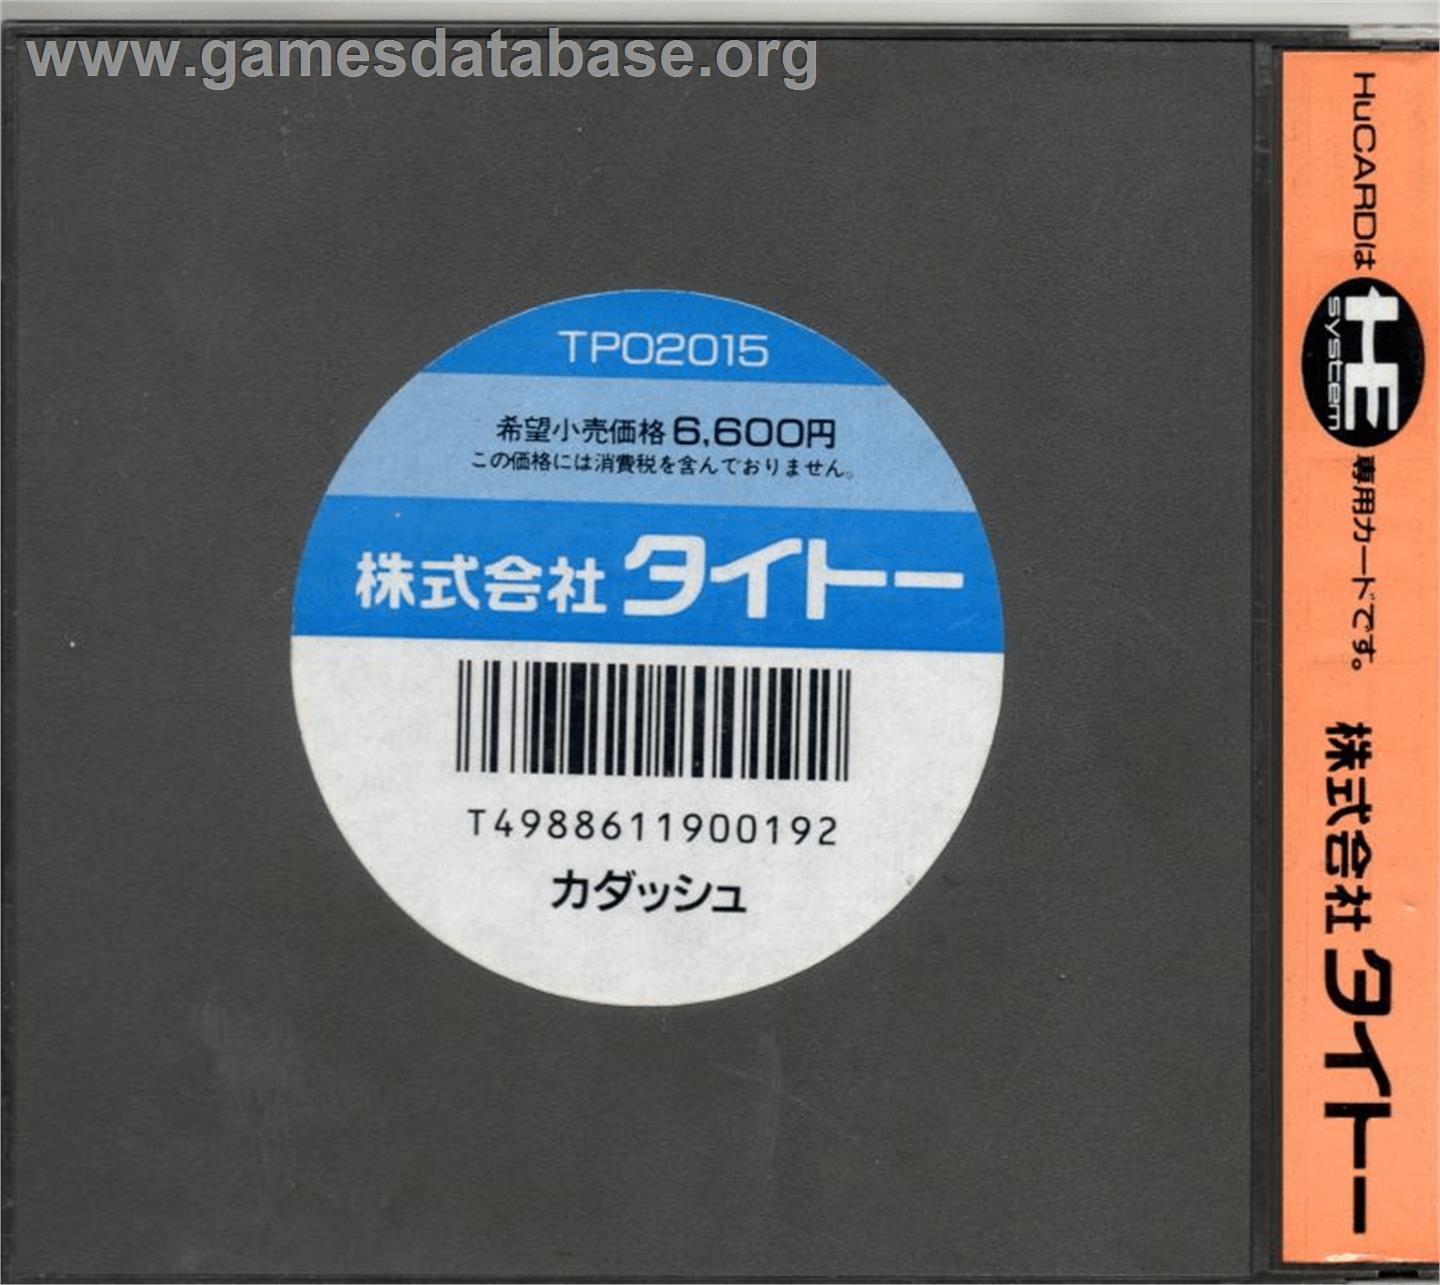 www.gamesdatabase.org
TP02015
希望小売価格6,600円
この価格には消費税を含んでおりません。
株式会社タイトー
T4988611900192
カダッシュ
HuCARDは HE system 専用カードです。 株式会社タイトー